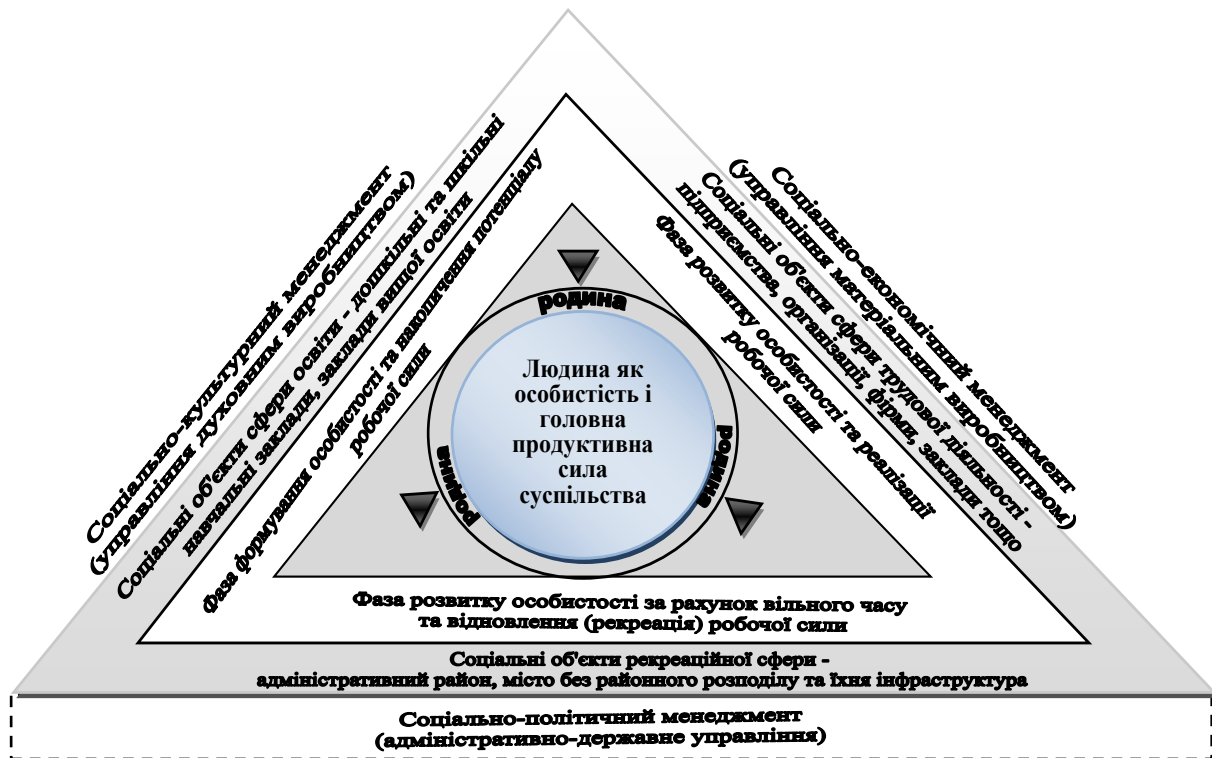 Соціально-культурний менеджмент
(управління духовним виробництвом)
Соціальні об'єкти сфери освіти - дошкільні та шкільні
навчальні заклади, заклади вищої освіти
Фаза формування особистості та накопичення потенціалу
робочої сили
Соціально-економічний менеджмент
(управління матеріальним виробництвом)
Соціальні об'єкти сфери трудової діяльності -
підприємства, організації, фірми, заклади тощо
Фаза розвитку особистості та реалізації
робочої сили
родина
Людина як
особистість і
головна
продуктивна
сила
суспільства
родина
родина
Фаза розвитку особистості за рахунок вільного часу
та відновлення (рекреація) робочої сили
Соціальні об'єкти рекреаційної сфери -
адміністративний район, місто без районного розподілу та їхня інфраструктура
Соціально-політичний менеджмент
(адміністративно-державне управління)